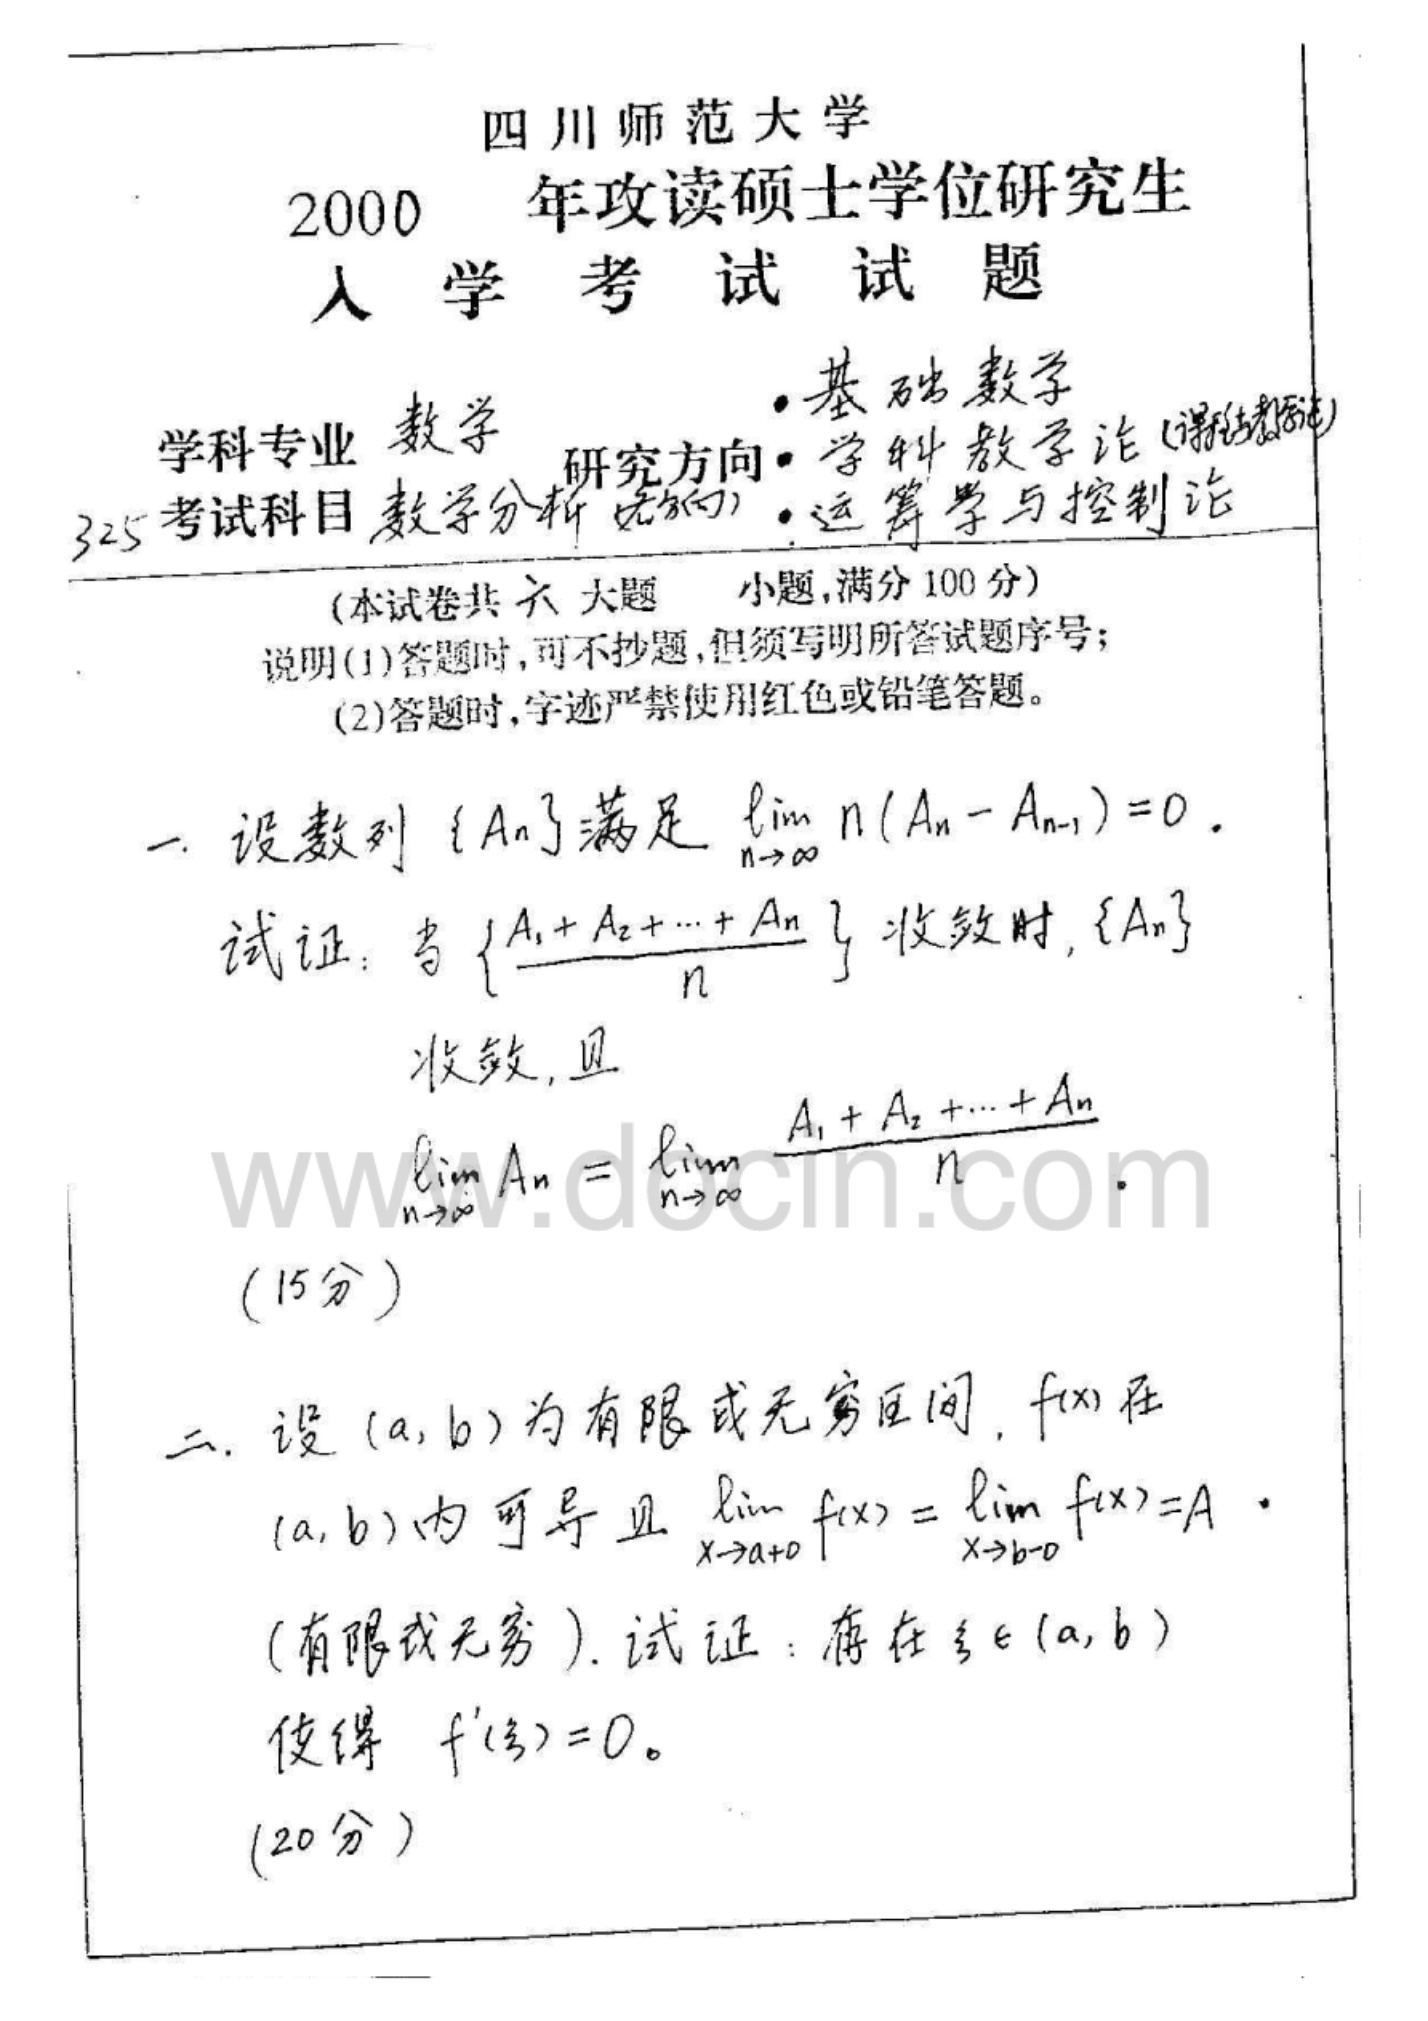 四川师范大学
2000 年攻读硕士学位研究生
入学考试试题
学科专业 数学 研究方向 · 基础数学
· 学科教学论(课程与教学论)
325 考试科目 数学分析 · 运筹学与控制论
(本试卷共 六 大题 小题,满分 100 分)
说明(1)答题时,可不抄题,但须写明所答试题序号;
(2)答题时,字迹严禁使用红色或铅笔答题。
一. 设数列 {An}满足 lim n→∞ n(An - An-1)=0 .
试证: 当 { (A1+A2+…+An)/n } 收敛时, {An}
收敛, 且
lim n→∞ An = lim n→∞ (A1+A2+…+An)/n .
www.docin.com
(15分)
二. 设 (a, b) 为有限或无穷区间, f(x) 在
(a, b) 内可导且 lim x→a+0 f(x) = lim x→b-0 f(x) = A .
(有限或无穷). 试证: 存在 ξ∈(a, b)
使得 f'(ξ)=0。
(20分)